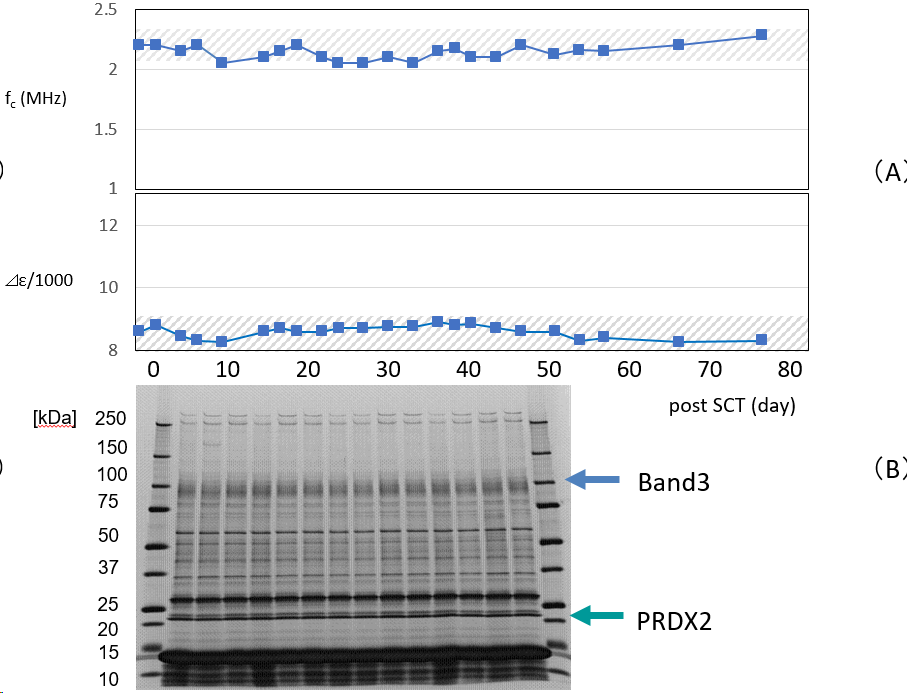 2.5
2
fc (MHz)
1.5
)
(A)
1
12
⊿ε/1000
10
8
0 10 20 30 40 50 60 70 80
post SCT (day)
[kDa]
250
150
)
(B)
100
Band3
75
50
37
25
PRDX2
20
15
10